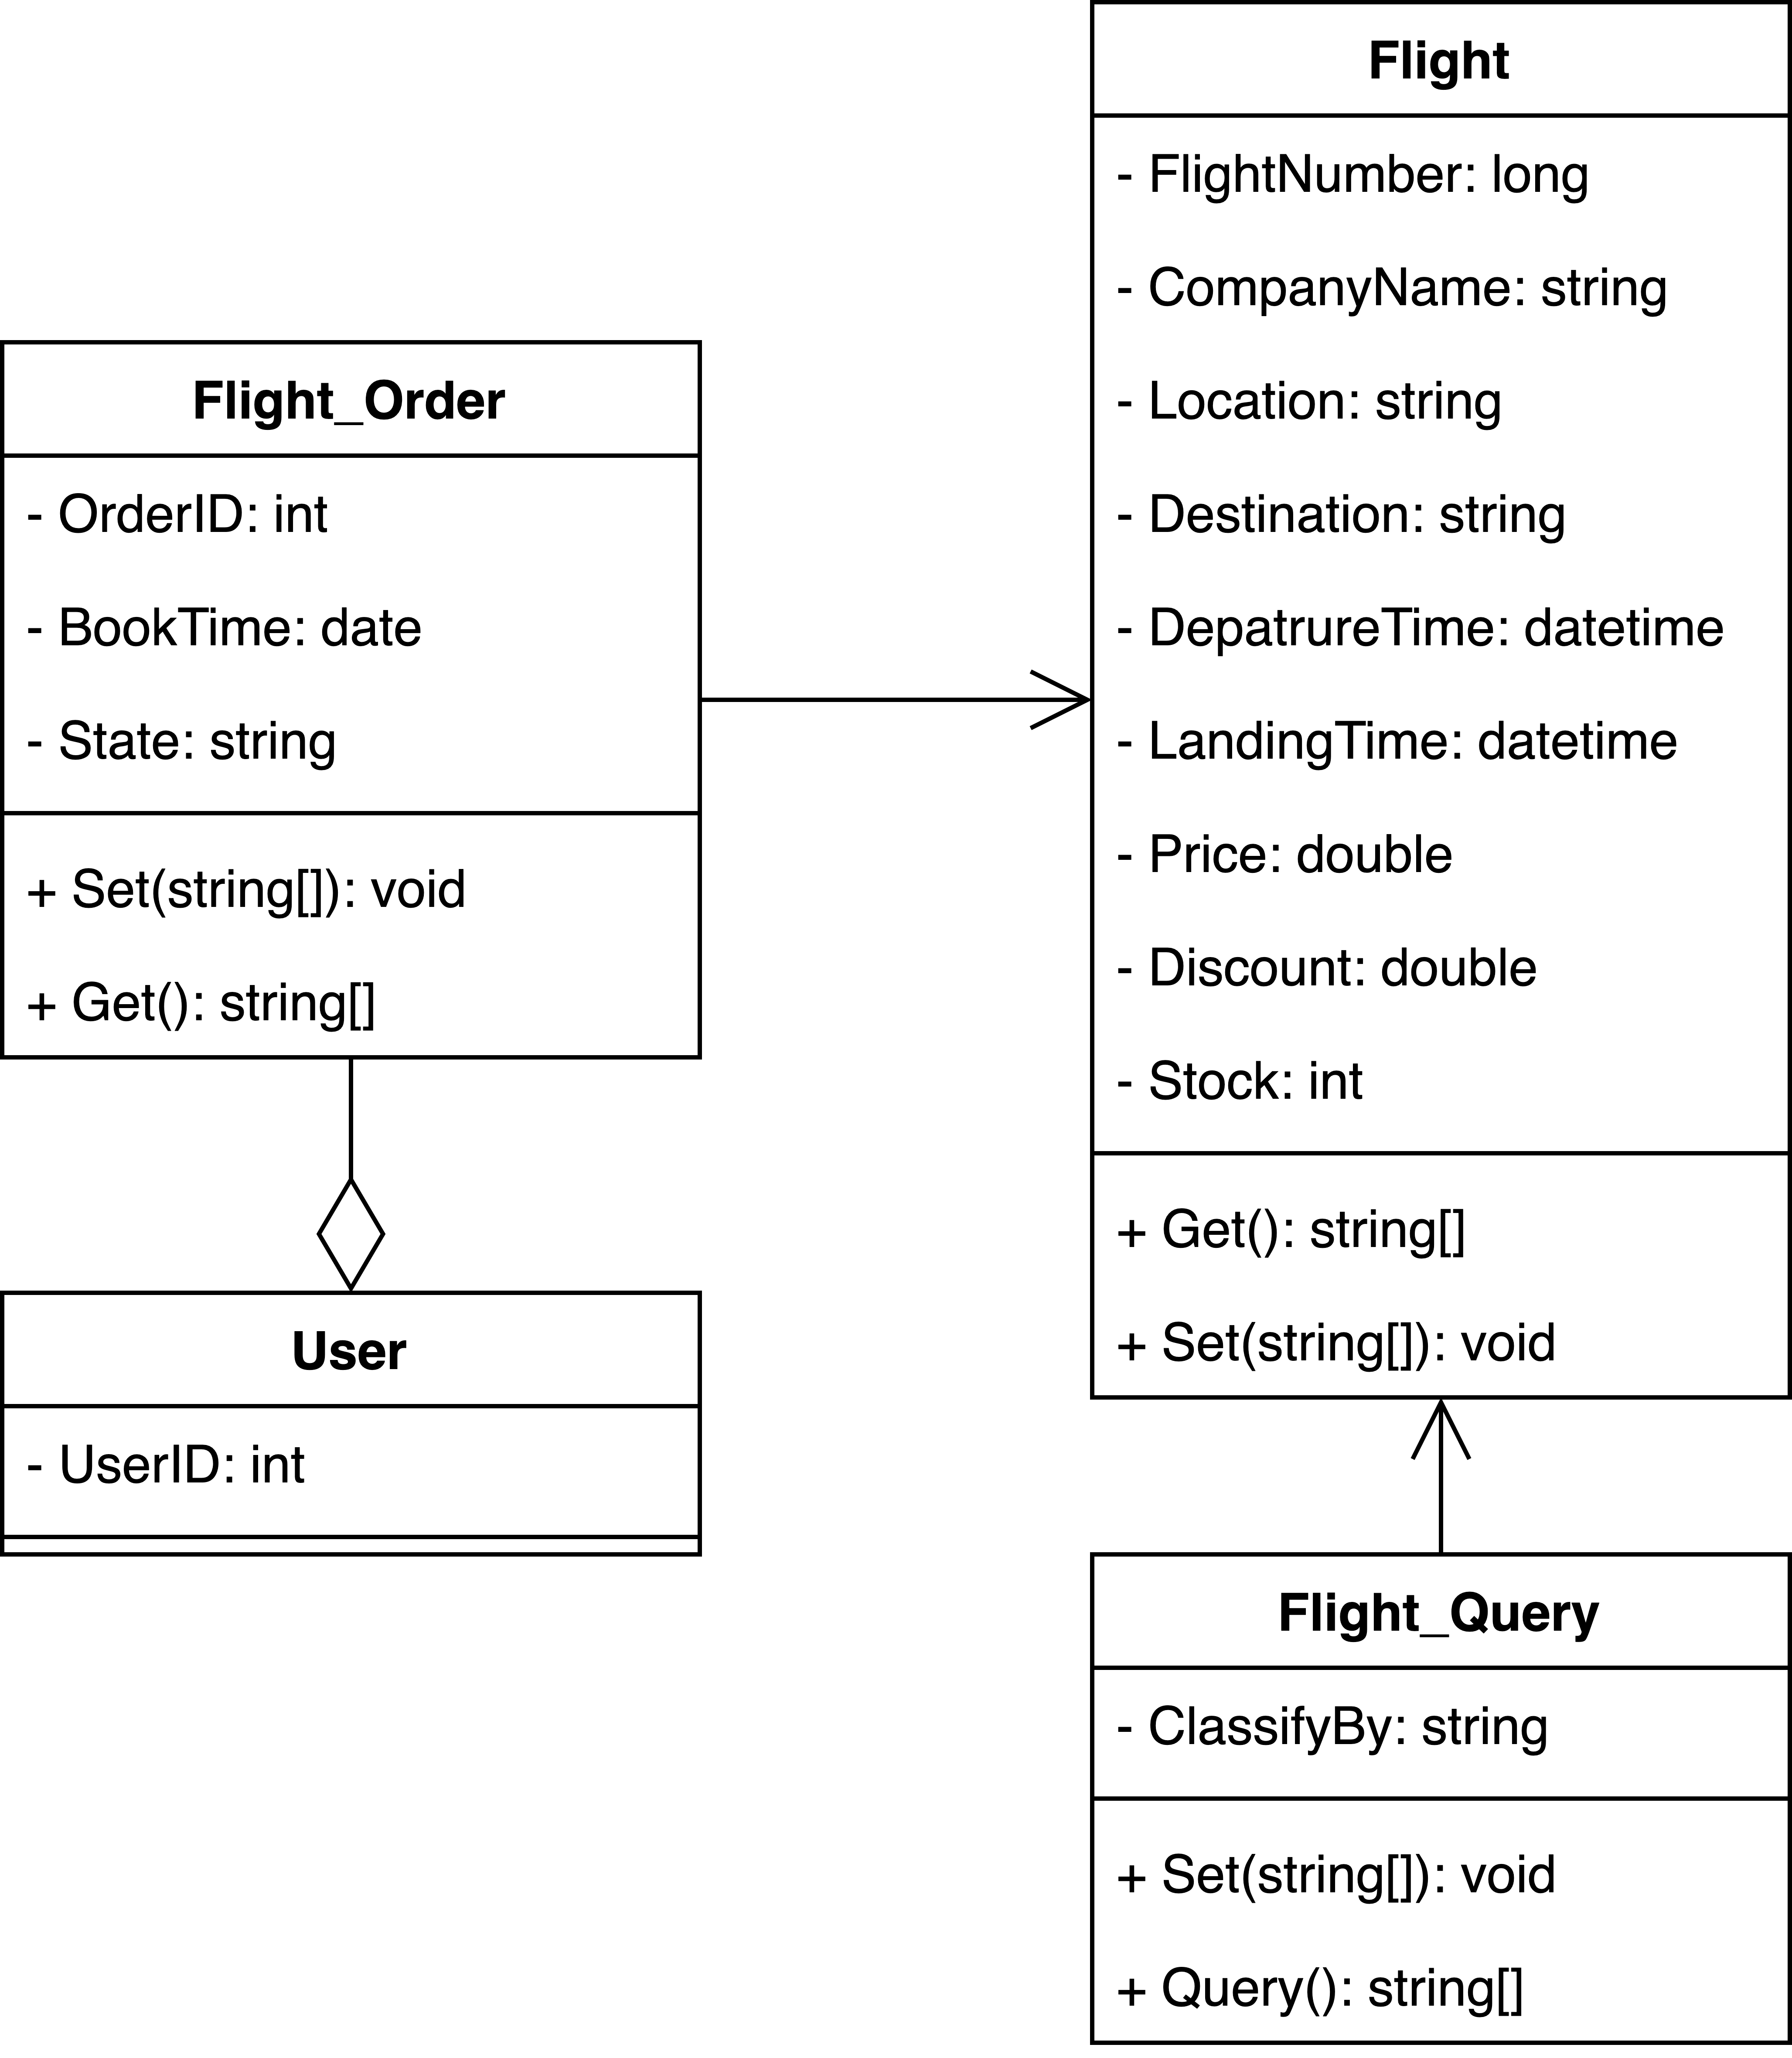 Flight
- FlightNumber: long
- CompanyName: string
- Location: string
- Destination: string
- DepatrureTime: datetime
- LandingTime: datetime
- Price: double
- Discount: double
- Stock: int
+ Get(): string[]
+ Set(string[]): void
Flight_Order
- OrderID: int
- BookTime: date
- State: string
+ Set(string[]): void
+ Get(): string[]
User
- UserID: int
Flight_Query
- ClassifyBy: string
+ Set(string[]): void
+ Query(): string[]